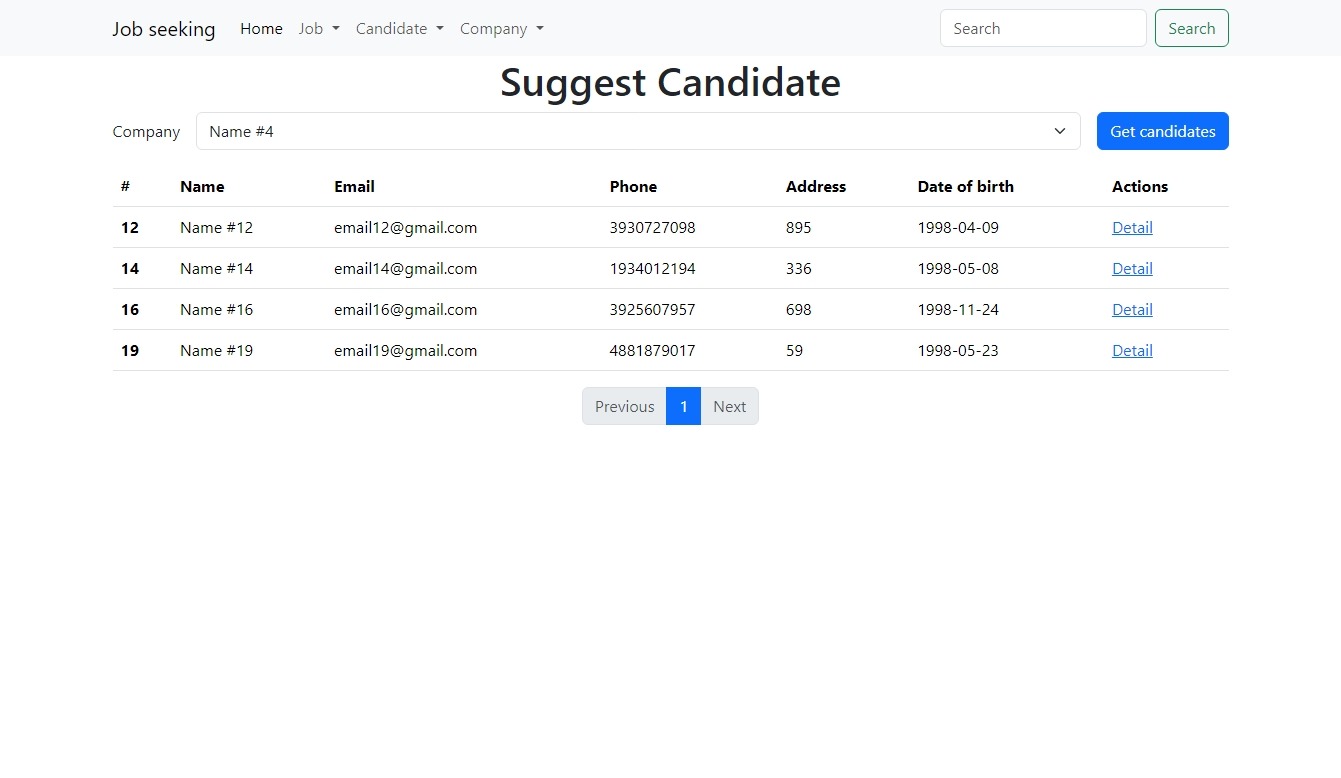 Job seeking Home Job Candidate Company Search Search
Suggest Candidate
Company Name #4 Get candidates
# Name Email Phone Address Date of birth Actions
12 Name #12 email12@gmail.com 3930727098 895 1998-04-09 Detail
14 Name #14 email14@gmail.com 1934012194 336 1998-05-08 Detail
16 Name #16 email16@gmail.com 3925607957 698 1998-11-24 Detail
19 Name #19 email19@gmail.com 4881879017 59 1998-05-23 Detail
Previous 1 Next